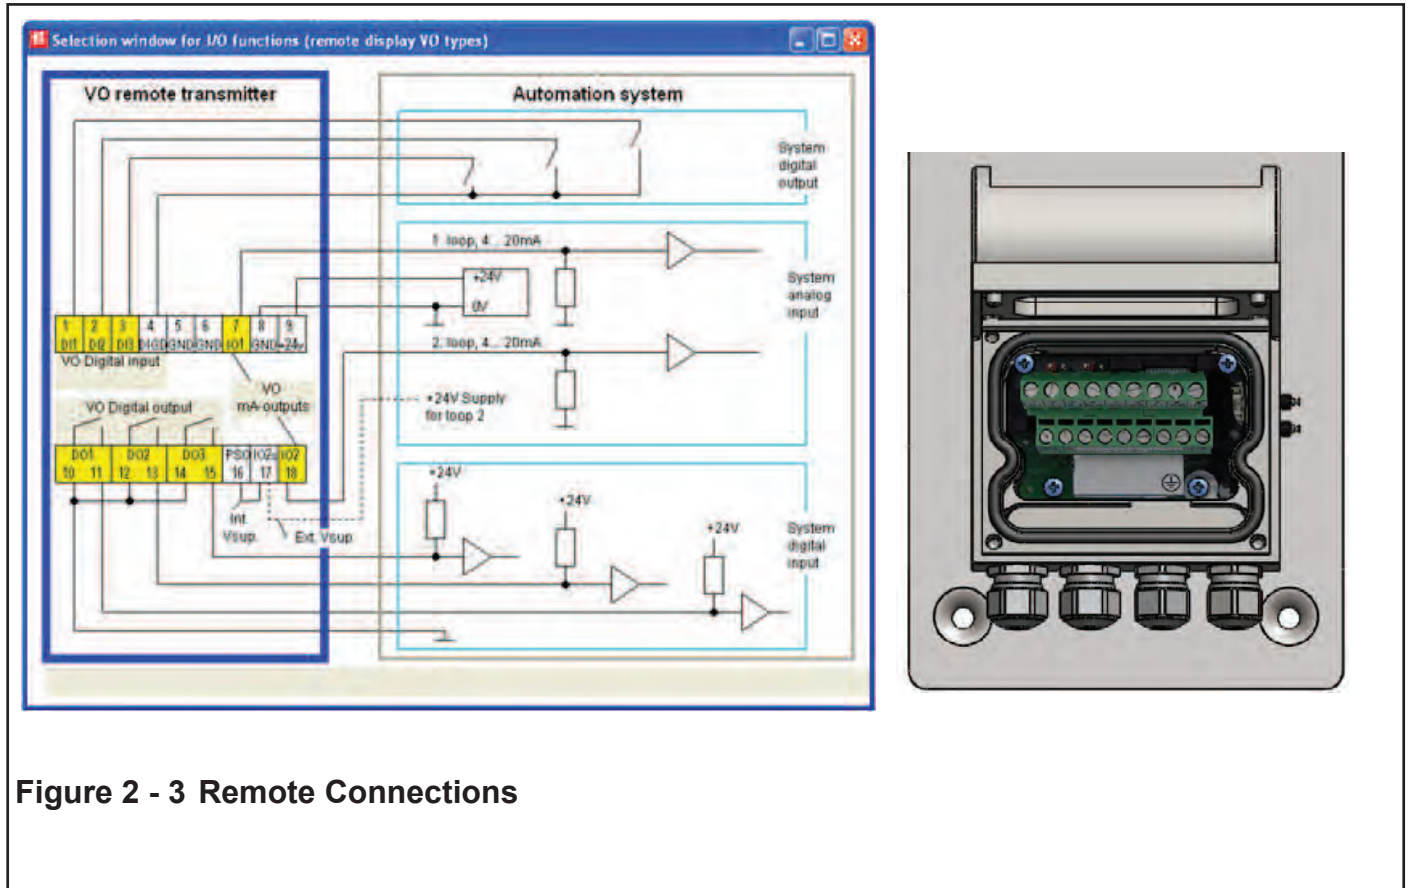 Selection window for I/O functions (remote display VO types)
VO remote transmitter
Automation system
System
digital
output
1. loop, 4 ... 20mA
+24V
0V
System
analog
input
1 2 3 4 5 6 7 8 9
DI1 DI2 DI3 DIGD GND GND IO1 GND +24v
VO Digital input
2. loop, 4 ... 20mA
VO
mA-outputs
VO Digital output
+24V Supply
for loop 2
DO1 DO2 DO3 PSO IO2s IO2
10 11 12 13 14 15 16 17 18
Int.
Vsup.
Ext. Vsup
+24V
+24V
+24V
System
digital
input
Figure 2 - 3 Remote Connections